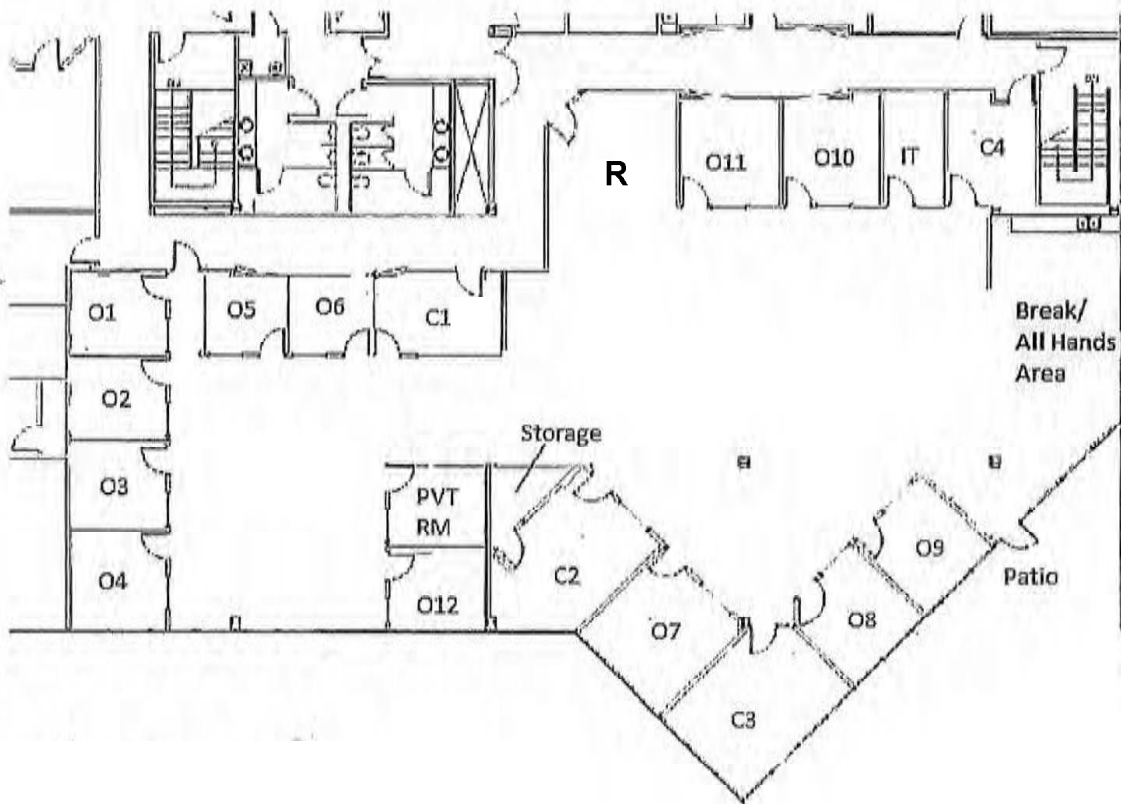 R
O11
O10
IT
C4
O1
O5
O6
C1
Break/
All Hands
Area
O2
Storage
O3
PVT
RM
O9
O4
C2
Patio
O12
O7
O8
C3